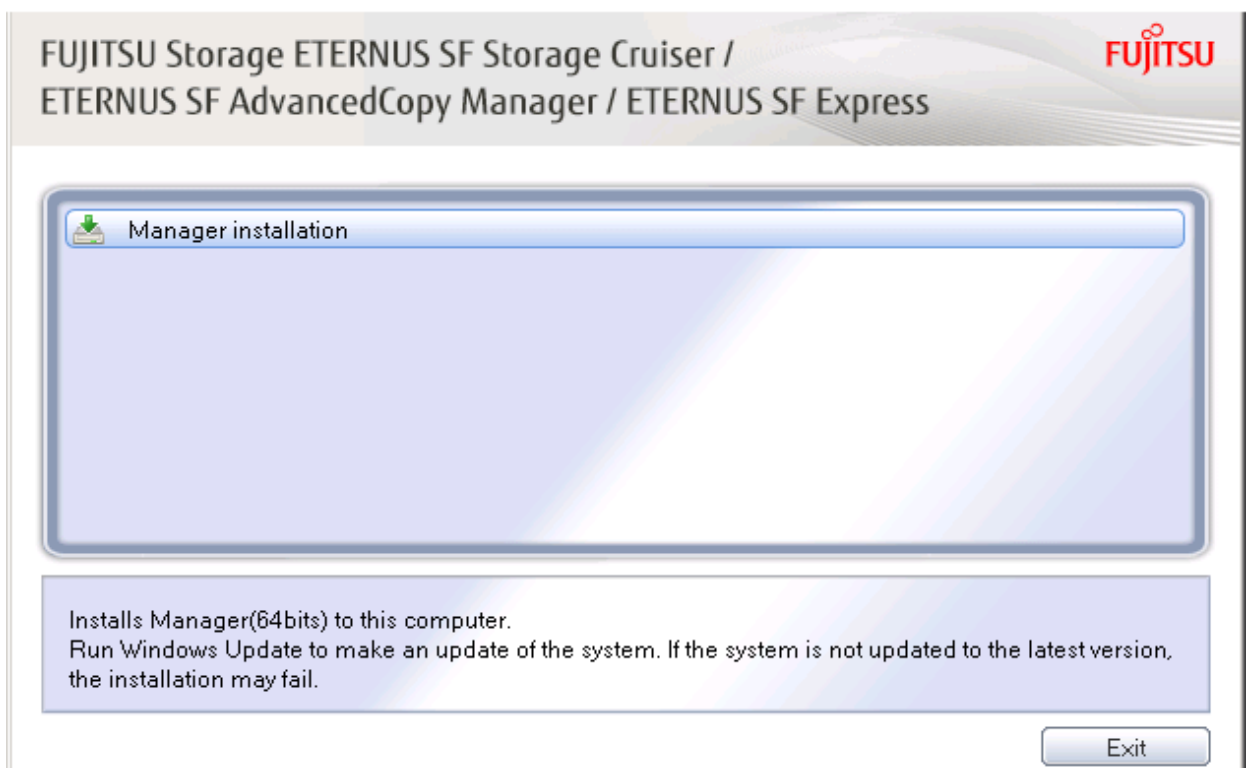 FUJITSU Storage ETERNUS SF Storage Cruiser /
ETERNUS SF AdvancedCopy Manager / ETERNUS SF Express
FUJITSU
Manager installation
Installs Manager(64bits) to this computer.
Run Windows Update to make an update of the system. If the system is not updated to the latest version,
the installation may fail.
Exit